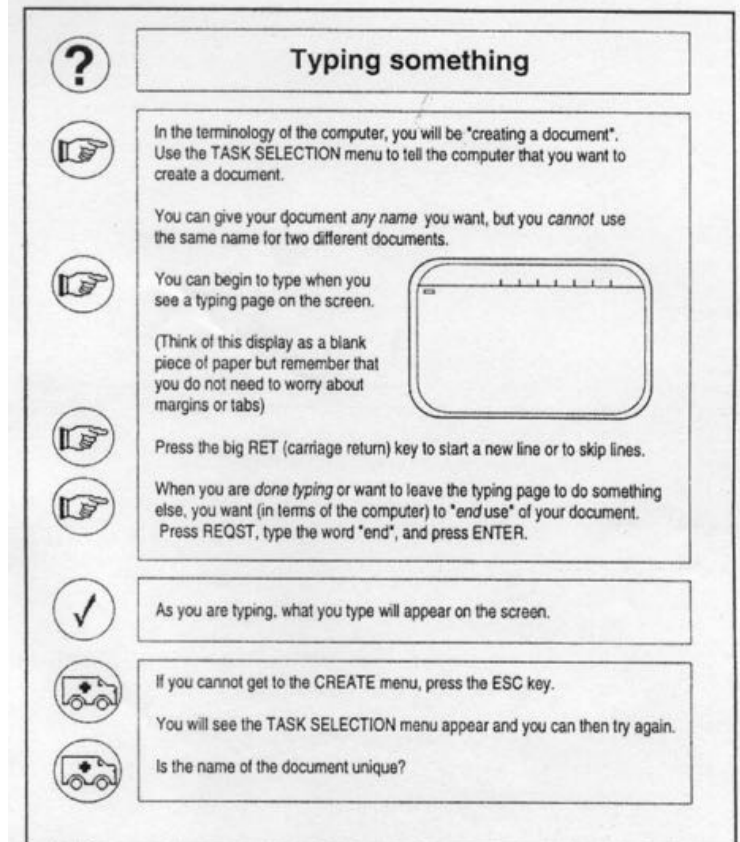 ?
Typing something
In the terminology of the computer, you will be "creating a document".
Use the TASK SELECTION menu to tell the computer that you want to
create a document.
You can give your document any name you want, but you cannot use
the same name for two different documents.
You can begin to type when you
see a typing page on the screen.
(Think of this display as a blank
piece of paper but remember that
you do not need to worry about
margins or tabs)
Press the big RET (carriage return) key to start a new line or to skip lines.
When you are done typing or want to leave the typing page to do something
else, you want (in terms of the computer) to "end use" of your document.
Press REQST, type the word "end", and press ENTER.
As you are typing, what you type will appear on the screen.
If you cannot get to the CREATE menu, press the ESC key.
You will see the TASK SELECTION menu appear and you can then try again.
Is the name of the document unique?